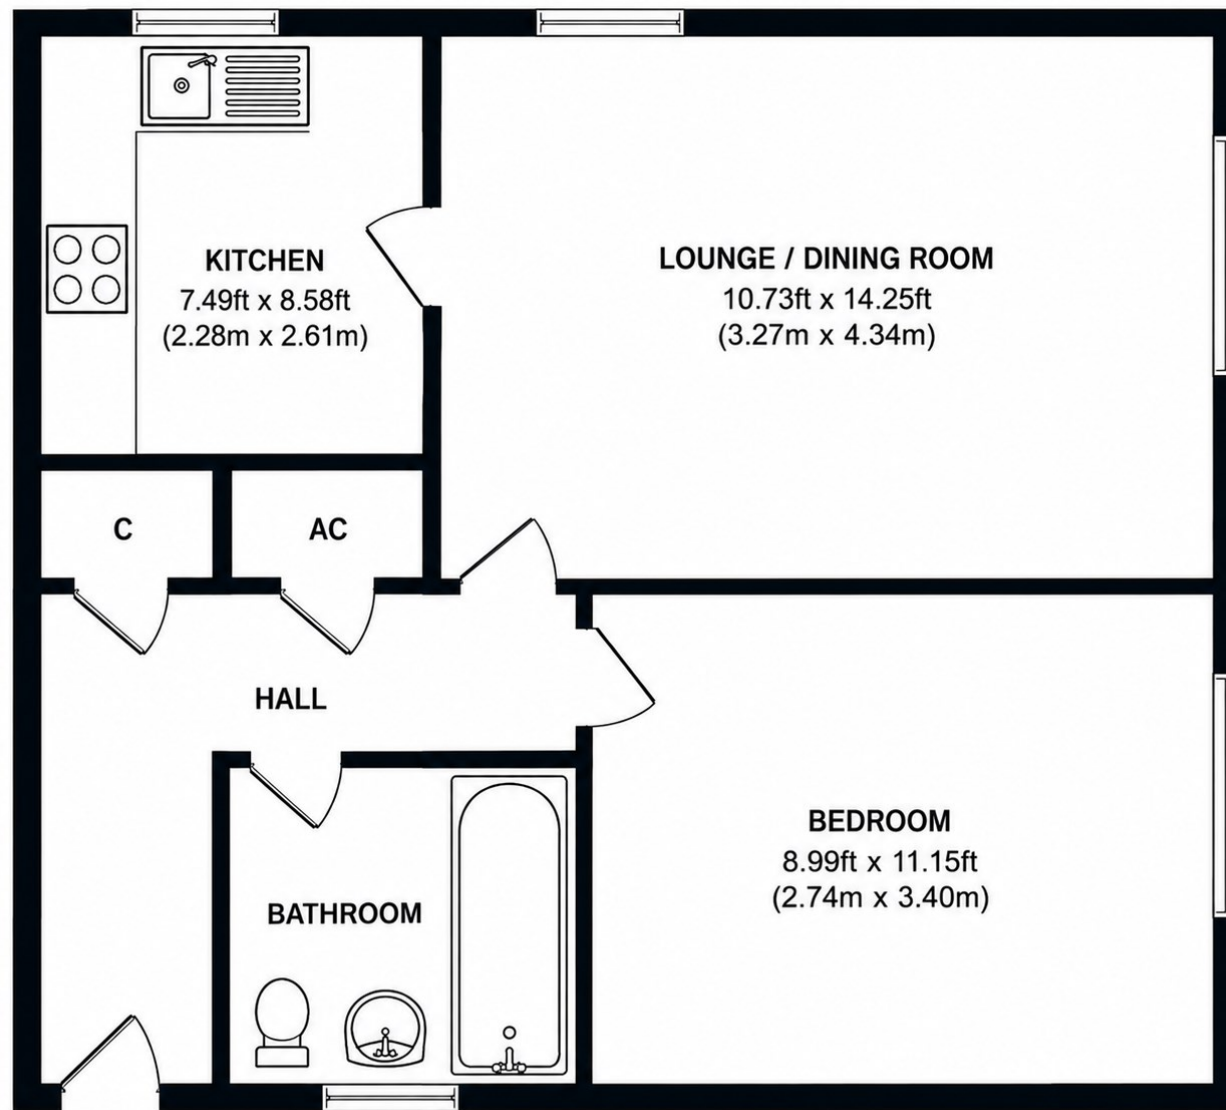 KITCHEN
7.49ft x 8.58ft
(2.28m x 2.61m)
LOUNGE / DINING ROOM
10.73ft x 14.25ft
(3.27m x 4.34m)
C
AC
HALL
BEDROOM
8.99ft x 11.15ft
(2.74m x 3.40m)
BATHROOM